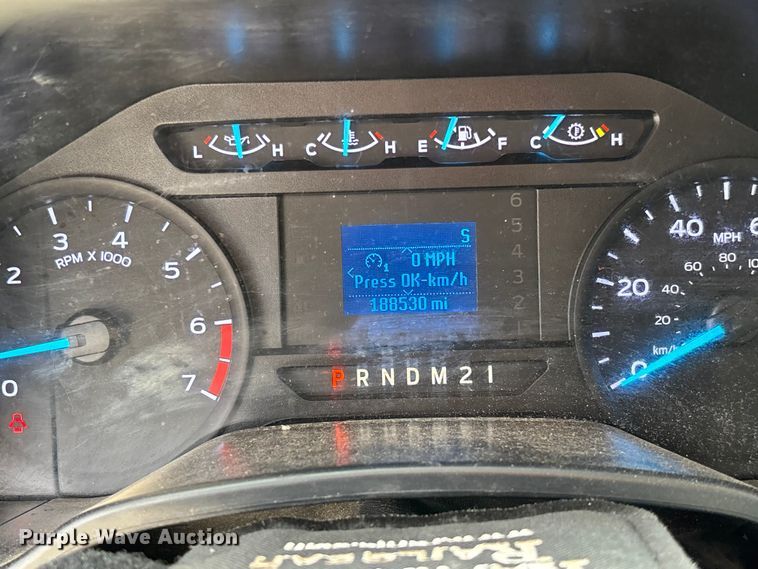 L H C H E F C H
6
5
4
3
2
1
S
0 MPH
Press OK-km/h
188530 mi
0 2 3 4 5 6 7
RPM X 1000
0 20 40 6
MPH
20 40 60 80 10
km/h
P R N D M 2 1
Purple Wave Auction